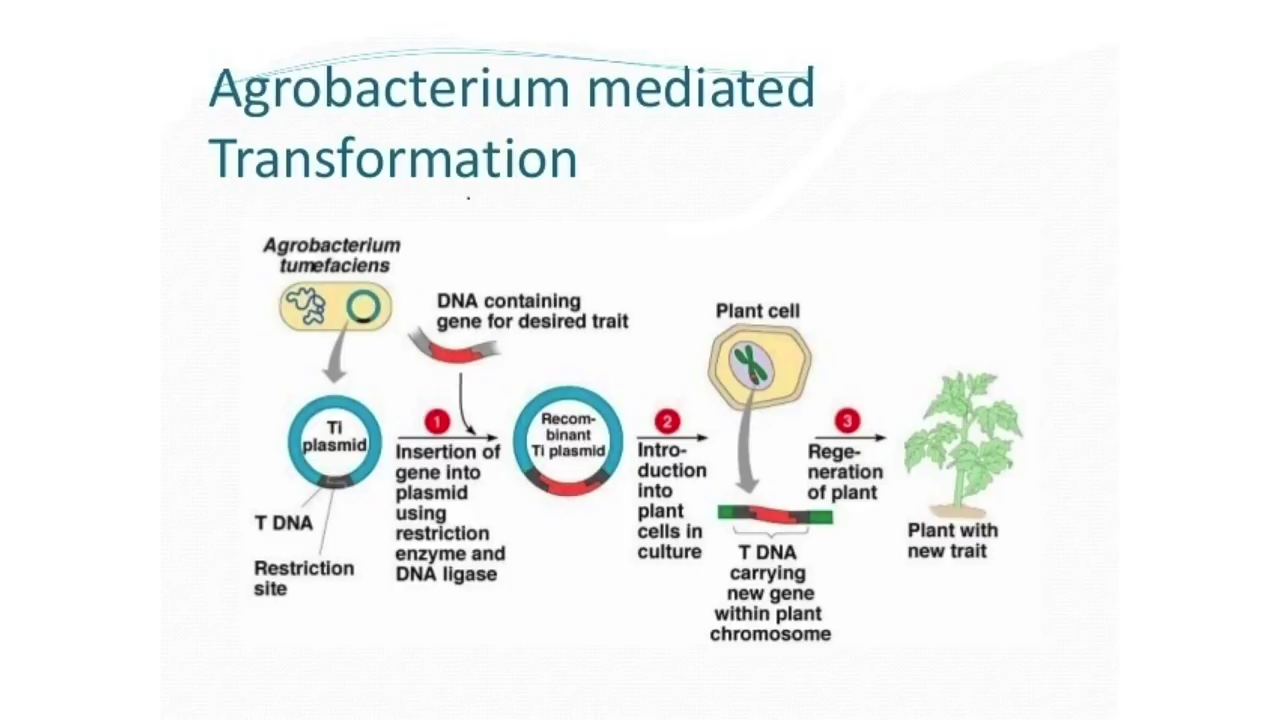 Agrobacterium mediated
Transformation
Agrobacterium
tumefaciens
DNA containing
gene for desired trait
Plant cell
Ti
plasmid
1
Recom-
binant
Ti plasmid
2
3
Insertion of
gene into
plasmid
using
restriction
enzyme and
DNA ligase
Intro-
duction
into
plant
cells in
culture
Rege-
neration
of plant
T DNA
Restriction
site
T DNA
carrying
new gene
within plant
chromosome
Plant with
new trait